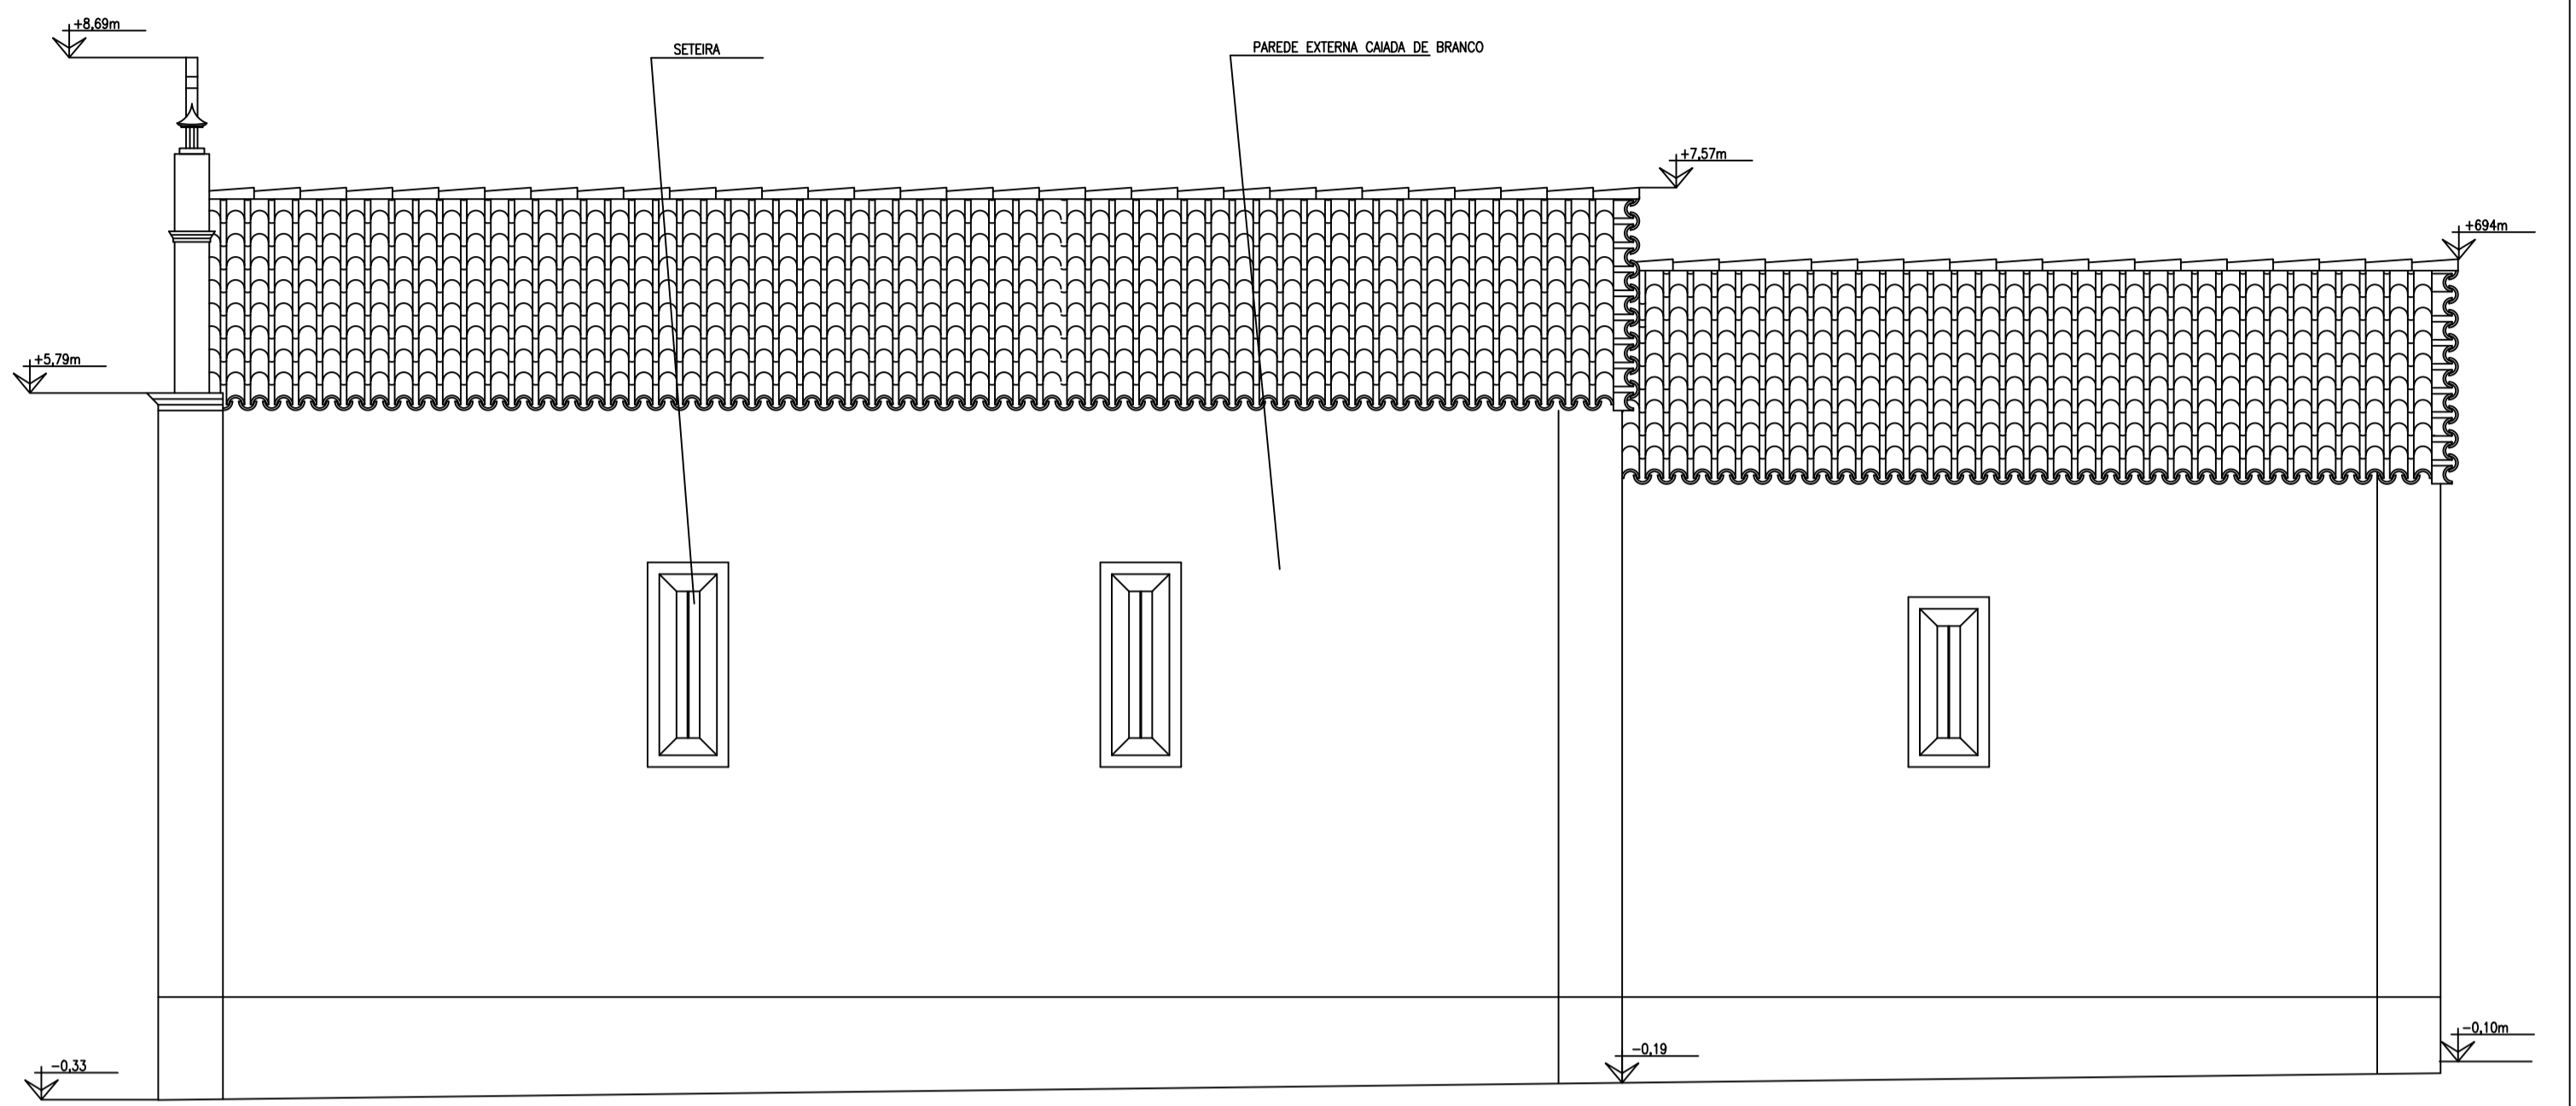 +8,69m
SETEIRA
PAREDE EXTERNA CAIADA DE BRANCO
+7,57m
+694m
+5,79m
-0,10m
-0,19
-0,33